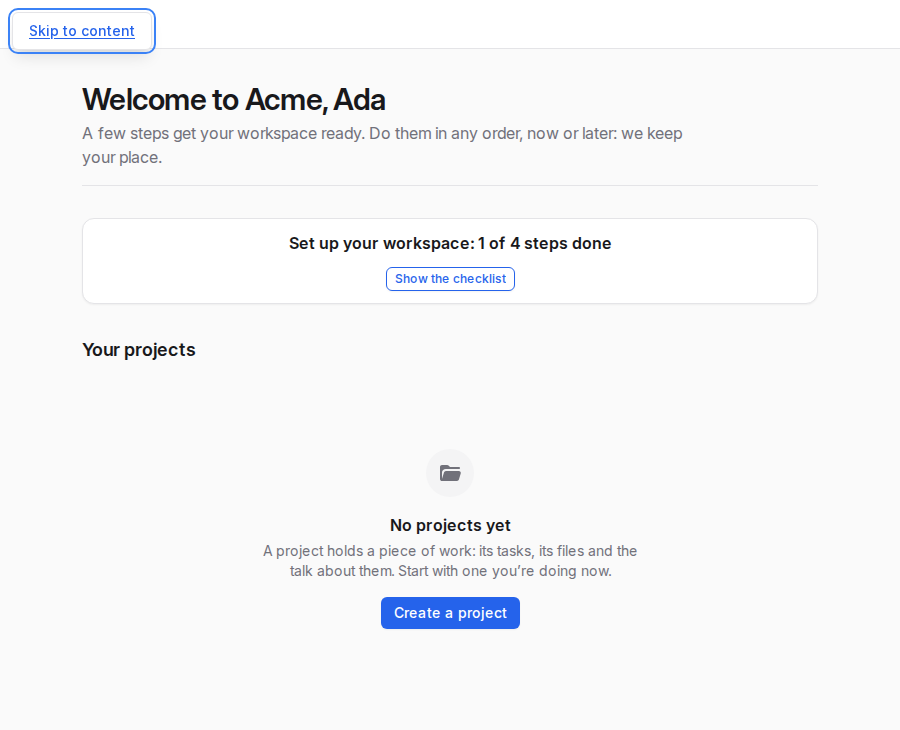 Skip to content
Welcome to Acme, Ada
A few steps get your workspace ready. Do them in any order, now or later: we keep
your place.
Set up your workspace: 1 of 4 steps done
Show the checklist
Your projects
No projects yet
A project holds a piece of work: its tasks, its files and the
talk about them. Start with one you’re doing now.
Create a project